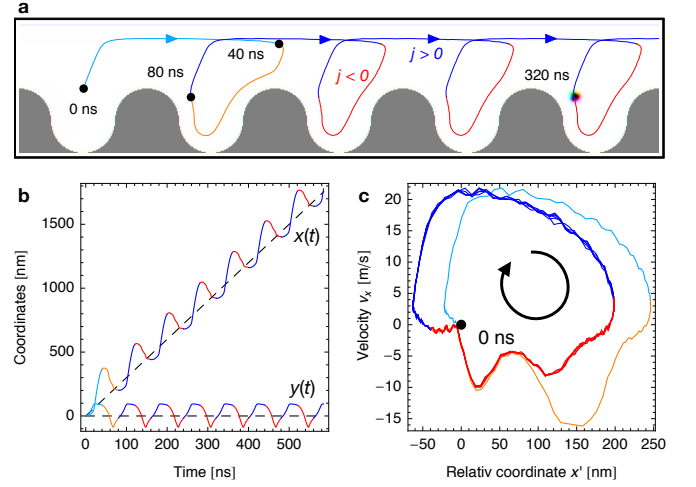 a
0 ns
80 ns
40 ns
j < 0
j > 0
320 ns
b
Coordinates [nm]
1500
1000
500
0
x(t)
y(t)
0 100 200 300 400 500
Time [ns]
c
Velocity vx [m/s]
20
15
10
5
0
−5
−10
−15
0 ns
−50 0 50 100 150 200 250
Relativ coordinate x' [nm]